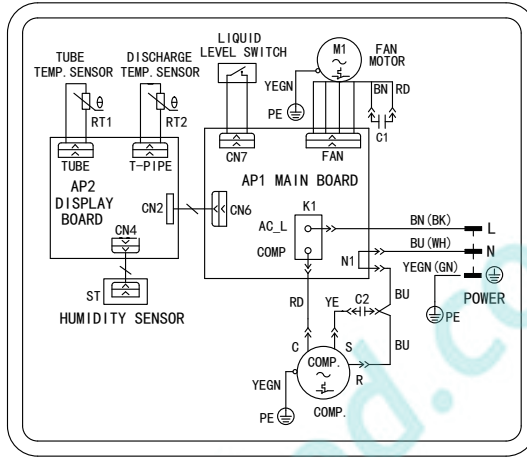 TUBE
TEMP. SENSOR
DISCHARGE
TEMP. SENSOR
LIQUID
LEVEL SWITCH
M1
FAN
MOTOR
θ
RT1
θ
RT2
YEGN
PE
BN
RD
C1
TUBE
T-PIPE
CN7
FAN
AP2
DISPLAY
BOARD
AP1 MAIN BOARD
CN2
CN6
K1
AC_L
COMP
BN(BK)
L
BU(WH)
N
N1
YEGN(GN)
PE
POWER
CN4
ST
HUMIDITY SENSOR
RD
YE
C2
BU
BU
C
S
R
COMP.
YEGN
PE
COMP.